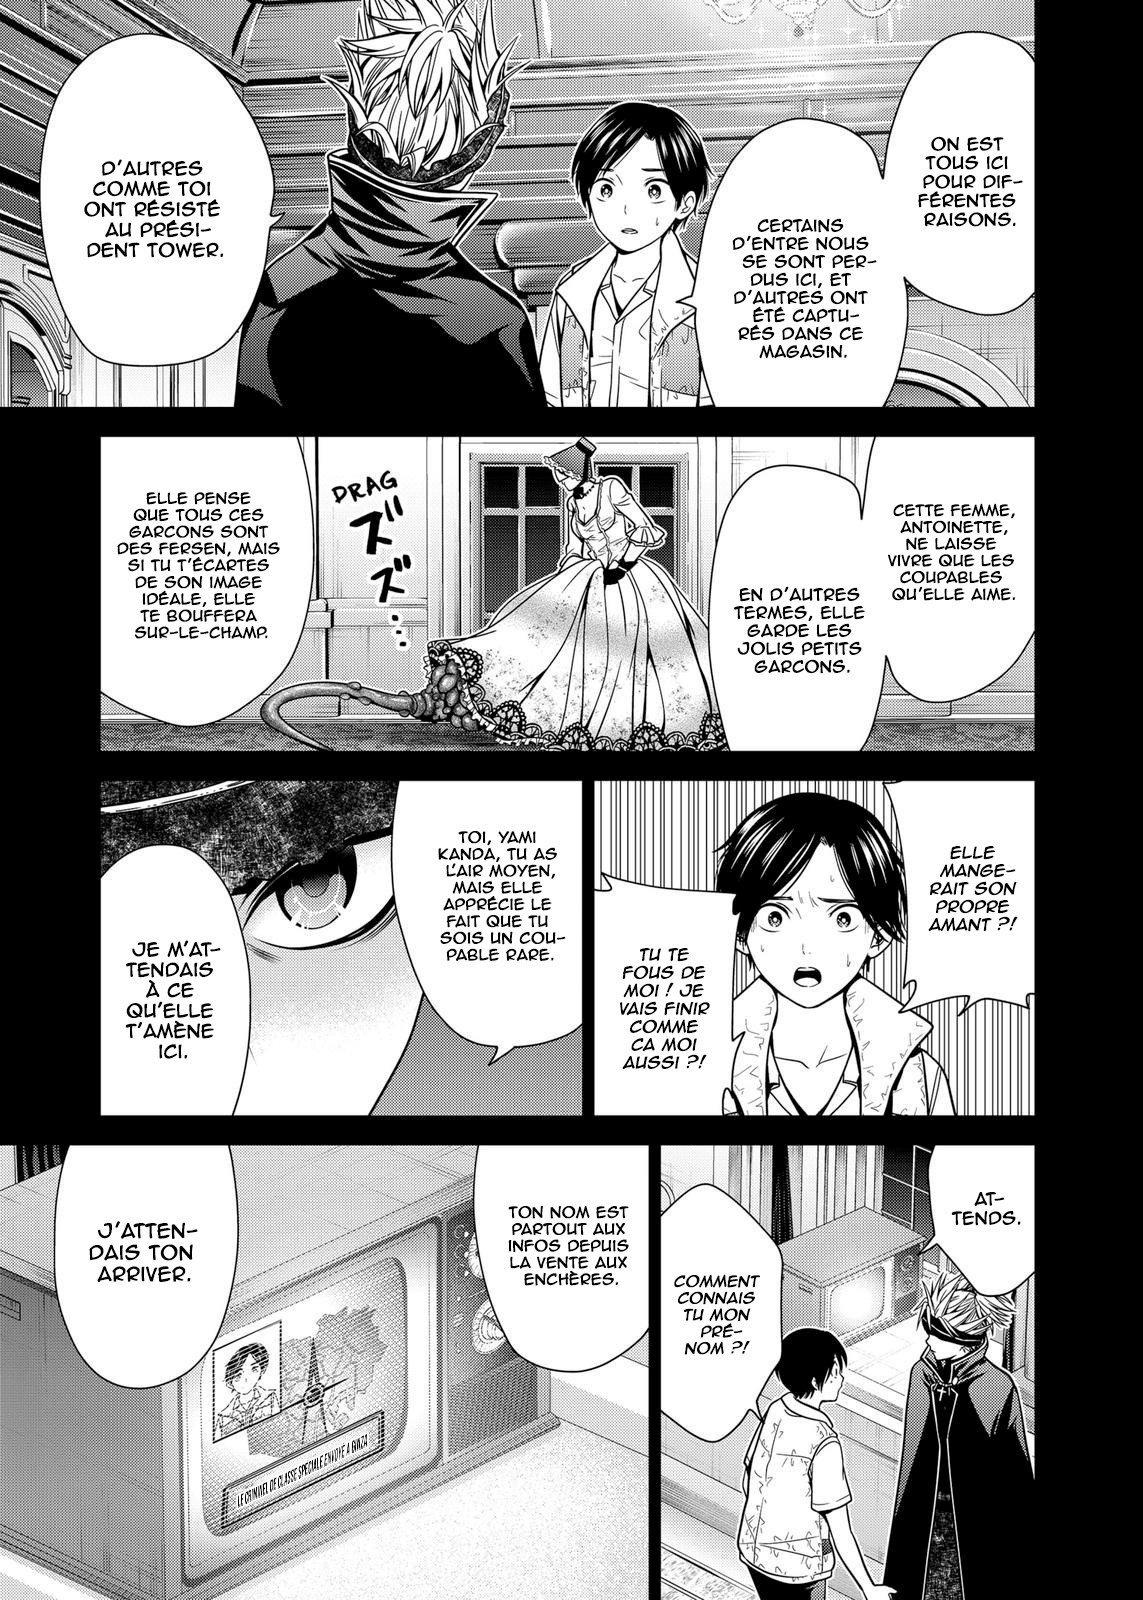 ON EST
TOUS ICI
POUR DIF-
FÉRENTES
RAISONS.
CERTAINS
D'ENTRE NOUS
SE SONT PER-
DUS ICI, ET
D'AUTRES ONT
ÉTÉ CAPTU-
RÉS DANS CE
MAGASIN.
D'AUTRES
COMME TOI
ONT RÉSISTÉ
AU PRÉSI-
DENT TOWER.
CETTE FEMME,
ANTOINETTE,
NE LAISSE
VIVRE QUE LES
COUPABLES
QU'ELLE AIME.
EN D'AUTRES
TERMES, ELLE
GARDE LES
JOLIS PETITS
GARCONS.
DRAG
ズズ...
ELLE PENSE
QUE TOUS CES
GARCONS SONT
DES FERSEN, MAIS
SI TU T'ÉCARTES
DE SON IMAGE
IDÉALE, ELLE
TE BOUFFERA
SUR-LE-CHAMP.
ELLE
MANGE-
RAIT SON
PROPRE
AMANT ?!
TU TE
FOUS DE
MOI ! JE
VAIS FINIR
COMME
CA MOI
AUSSI ?!
TOI, YAMI
KANDA, TU AS
L'AIR MOYEN,
MAIS ELLE
APPRÉCIE LE
FAIT QUE TU
SOIS UN COU-
PABLE RARE.
JE M'AT-
TENDAIS
À CE
QU'ELLE
T'AMÈNE
ICI.
AT-
TENDS.
COMMENT
CONNAIS
TU MON
PRÉ-
NOM ?!
TON NOM EST
PARTOUT AUX
INFOS DEPUIS
LA VENTE AUX
ENCHÈRES.
J'ATTEN-
DAIS TON
ARRIVER.
LE CRIMINEL DE CLASSE SPECIALE ENVOYE A GINZA